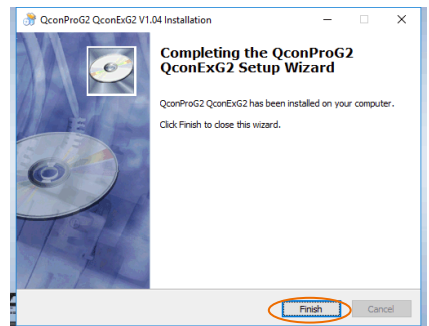 QconProG2 QconExG2 V1.04 Installation
Completing the QconProG2
QconExG2 Setup Wizard
QconProG2 QconExG2 has been installed on your computer.
Click Finish to close this wizard.
Finish
Cancel